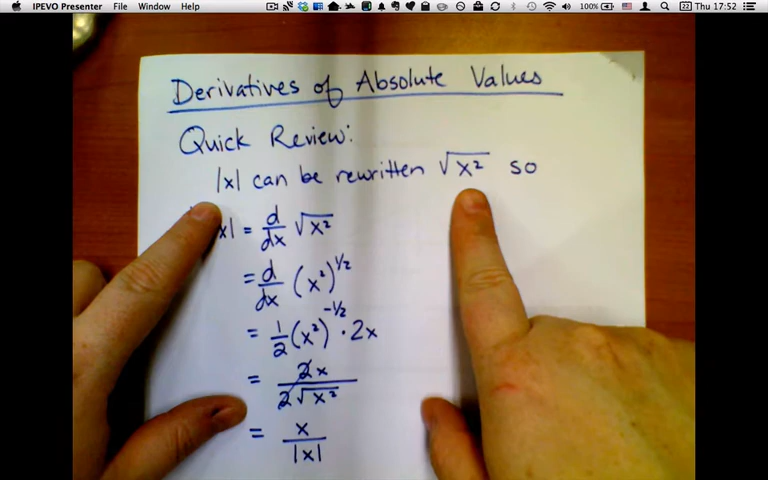 IPEVO Presenter File Window Help 100% 22 Thu 17:52
Derivatives of Absolute Values
Quick Review:
|x| can be rewritten √x² so
x| = d/dx √x²
= d/dx (x²)^1/2
= 1/2 (x²)^-1/2 · 2x
= 2x / 2√x²
= x / |x|